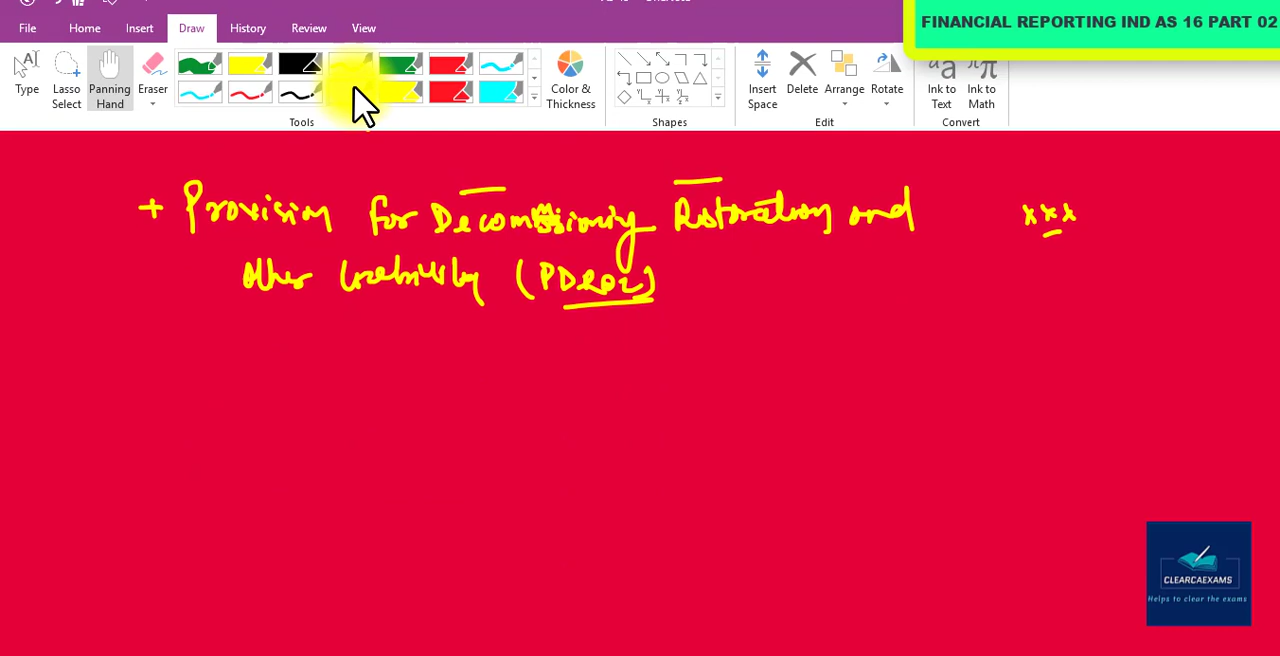 File Home Insert Draw History Review View
FINANCIAL REPORTING IND AS 16 PART 02
Type Lasso Select Panning Hand Eraser Color & Thickness Insert Space Delete Arrange Rotate Ink to Text Ink to Math
Tools Shapes Edit Convert
+ Provision for Decomissioning Restoration and xxx
other liability (PDROL)
CLEARCAEXAMS
Helps to clear the exams